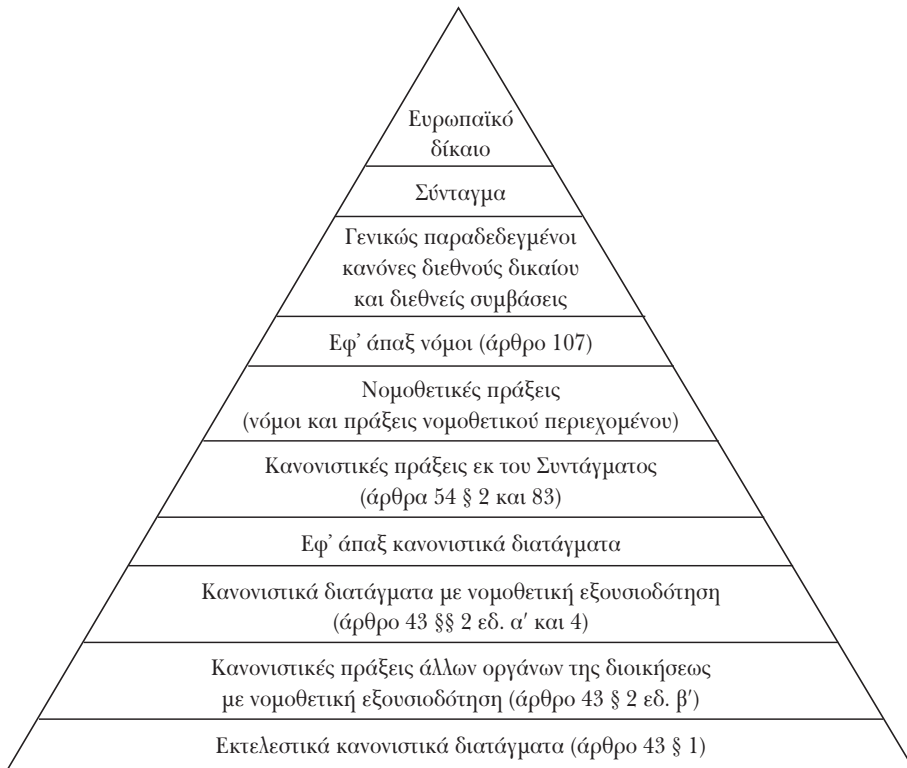 Ευρωπαϊκό
δίκαιο
Σύνταγμα
Γενικώς παραδεδεγμένοι
κανόνες διεθνούς δικαίου
και διεθνείς συμβάσεις
Εφ’ άπαξ νόμοι (άρθρο 107)
Νομοθετικές πράξεις
(νόμοι και πράξεις νομοθετικού περιεχομένου)
Κανονιστικές πράξεις εκ του Συντάγματος
(άρθρα 54 § 2 και 83)
Εφ’ άπαξ κανονιστικά διατάγματα
Κανονιστικά διατάγματα με νομοθετική εξουσιοδότηση
(άρθρο 43 §§ 2 εδ. α′ και 4)
Κανονιστικές πράξεις άλλων οργάνων της διοικήσεως
με νομοθετική εξουσιοδότηση (άρθρο 43 § 2 εδ. β′)
Εκτελεστικά κανονιστικά διατάγματα (άρθρο 43 § 1)